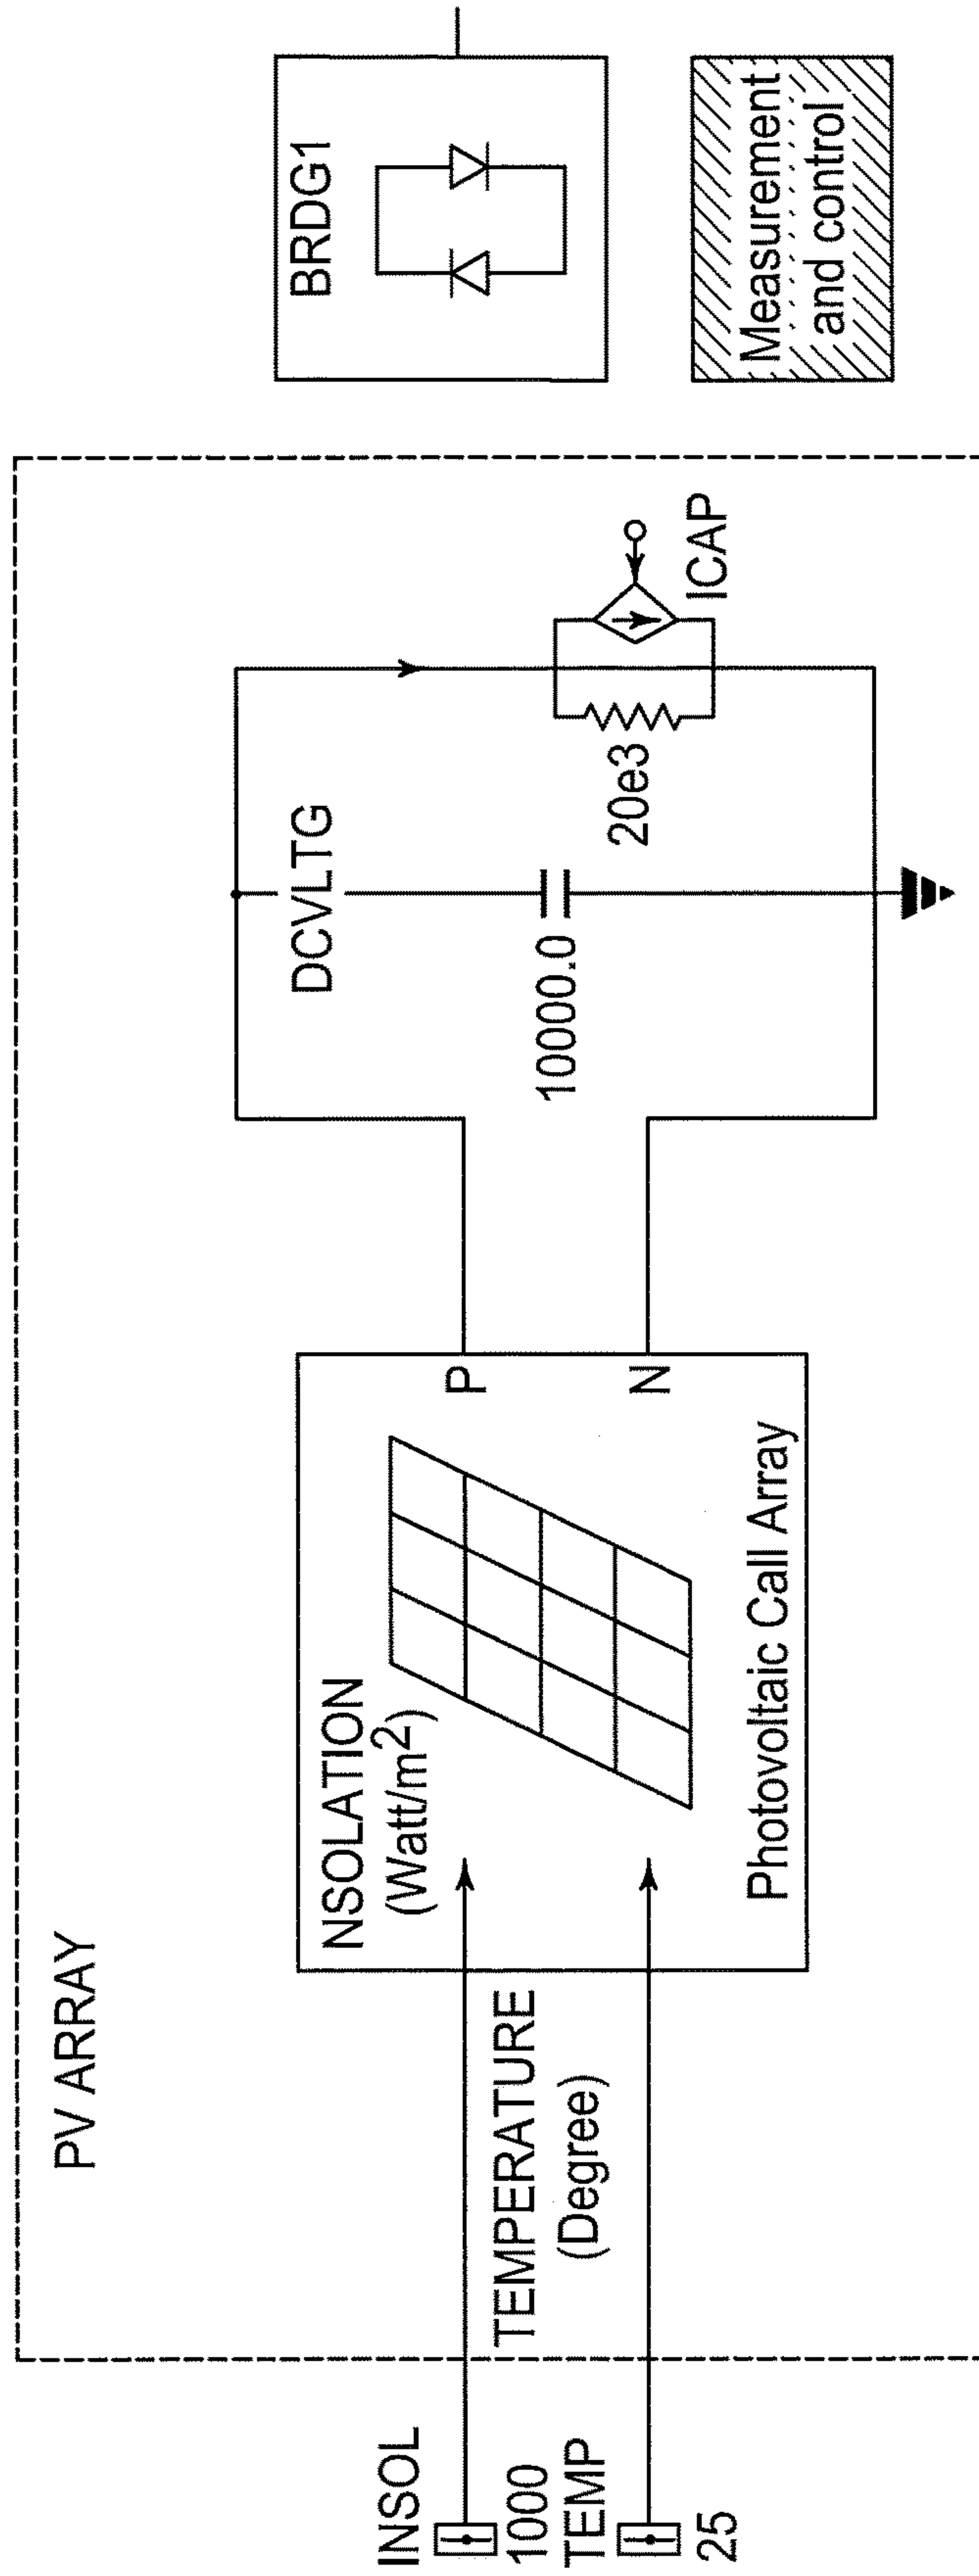 PV ARRAY
INSOL
1000
TEMP
25
TEMPERATURE
(Degree)
NSOLATION
(Watt/m²)
P
N
Photovoltaic Call Array
DCVLTG
10000.0
20e3
ICAP
BRDG1
Measurement
and control